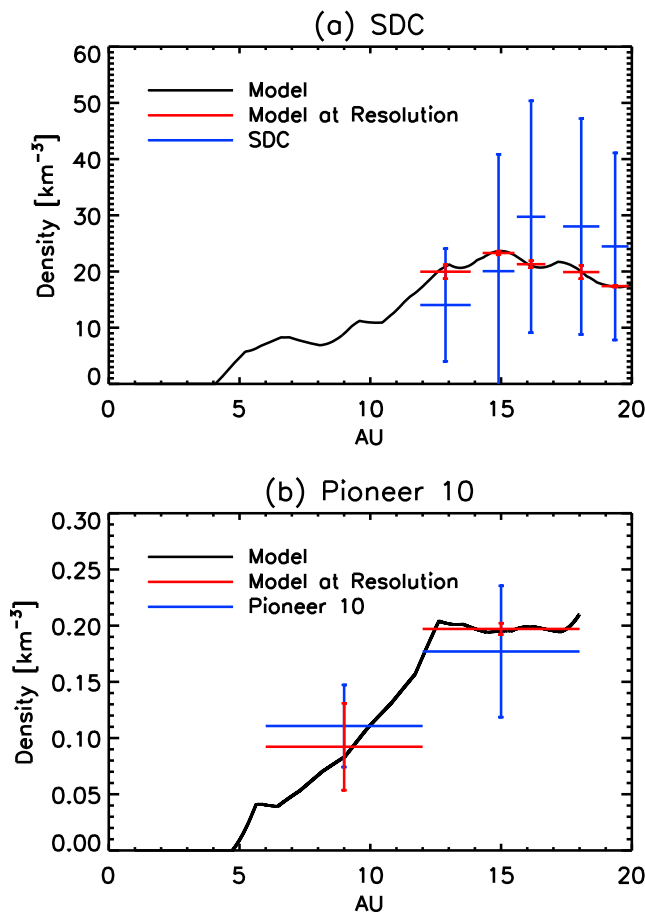 (a) SDC
Model
Model at Resolution
SDC
Density [km⁻³]
60
50
40
30
20
10
0
0 5 10 15 20
AU
(b) Pioneer 10
Model
Model at Resolution
Pioneer 10
Density [km⁻³]
0.30
0.25
0.20
0.15
0.10
0.05
0.00
0 5 10 15 20
AU